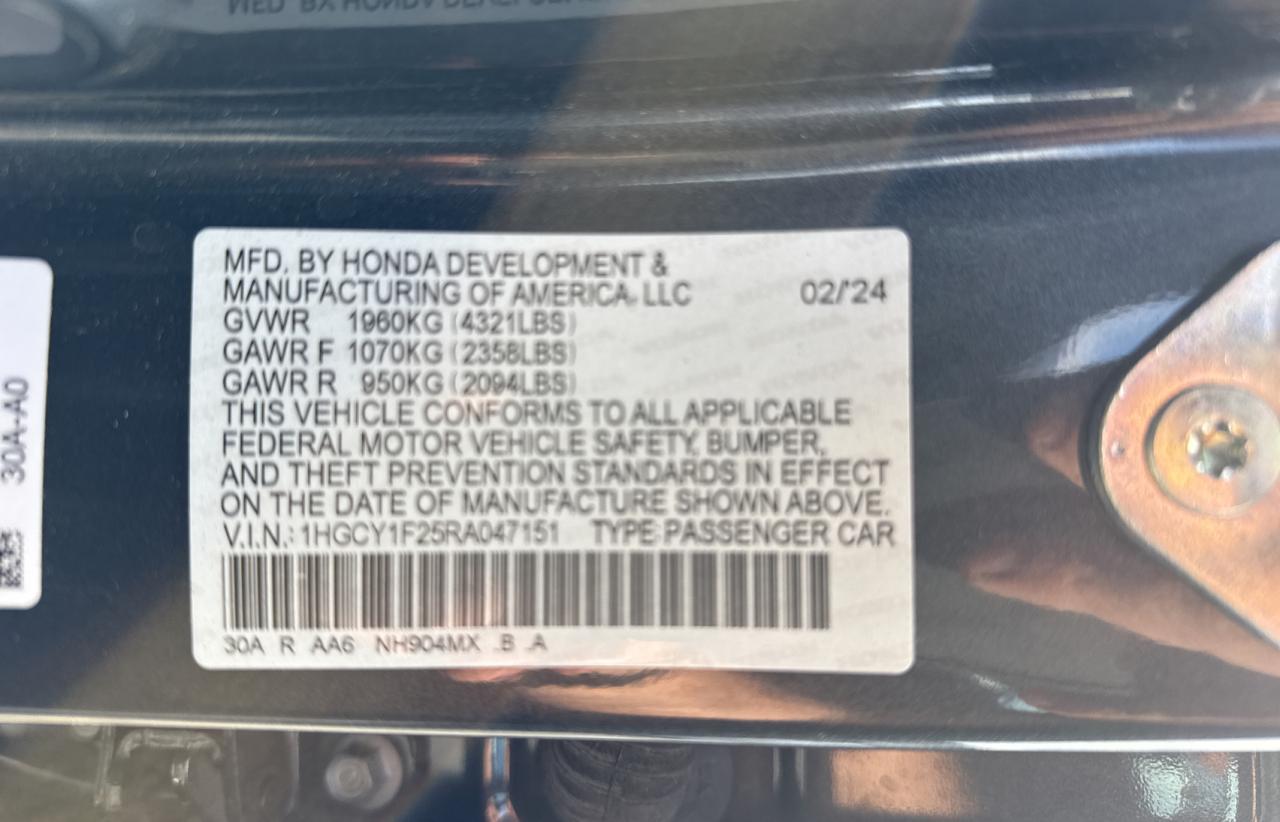 MFD. BY HONDA DEVELOPMENT &
MANUFACTURING OF AMERICA, LLC 02/'24
GVWR 1960KG (4321LBS)
GAWR F 1070KG (2358LBS)
GAWR R 950KG (2094LBS)
THIS VEHICLE CONFORMS TO ALL APPLICABLE
FEDERAL MOTOR VEHICLE SAFETY, BUMPER,
AND THEFT PREVENTION STANDARDS IN EFFECT
ON THE DATE OF MANUFACTURE SHOWN ABOVE.
V.I.N.: 1HGCY1F25RA047151 TYPE:PASSENGER CAR
30A R AA6 NH904MX .B .A
30A-A0